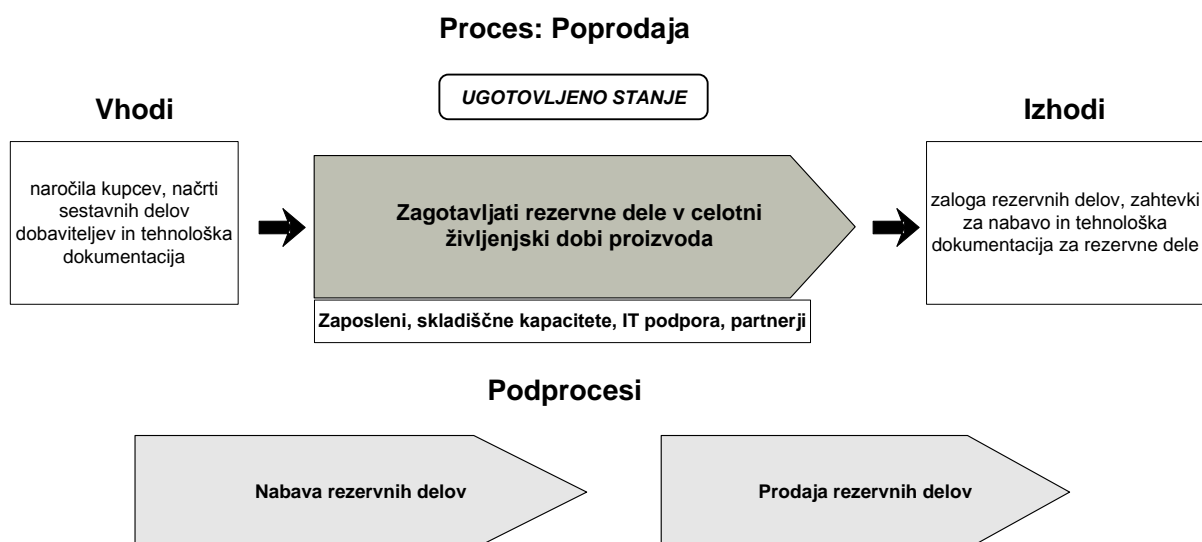 Proces: Poprodaja
UGOTOVLJENO STANJE
Vhodi
Izhodi
naročila kupcev, načrti
sestavnih delov
dobaviteljev in tehnološka
dokumentacija
Zagotavljati rezervne dele v celotni
življenjski dobi proizvoda
zaloga rezervnih delov, zahtevki
za nabavo in tehnološka
dokumentacija za rezervne dele
Zaposleni, skladiščne kapacitete, IT podpora, partnerji
Podprocesi
Nabava rezervnih delov
Prodaja rezervnih delov